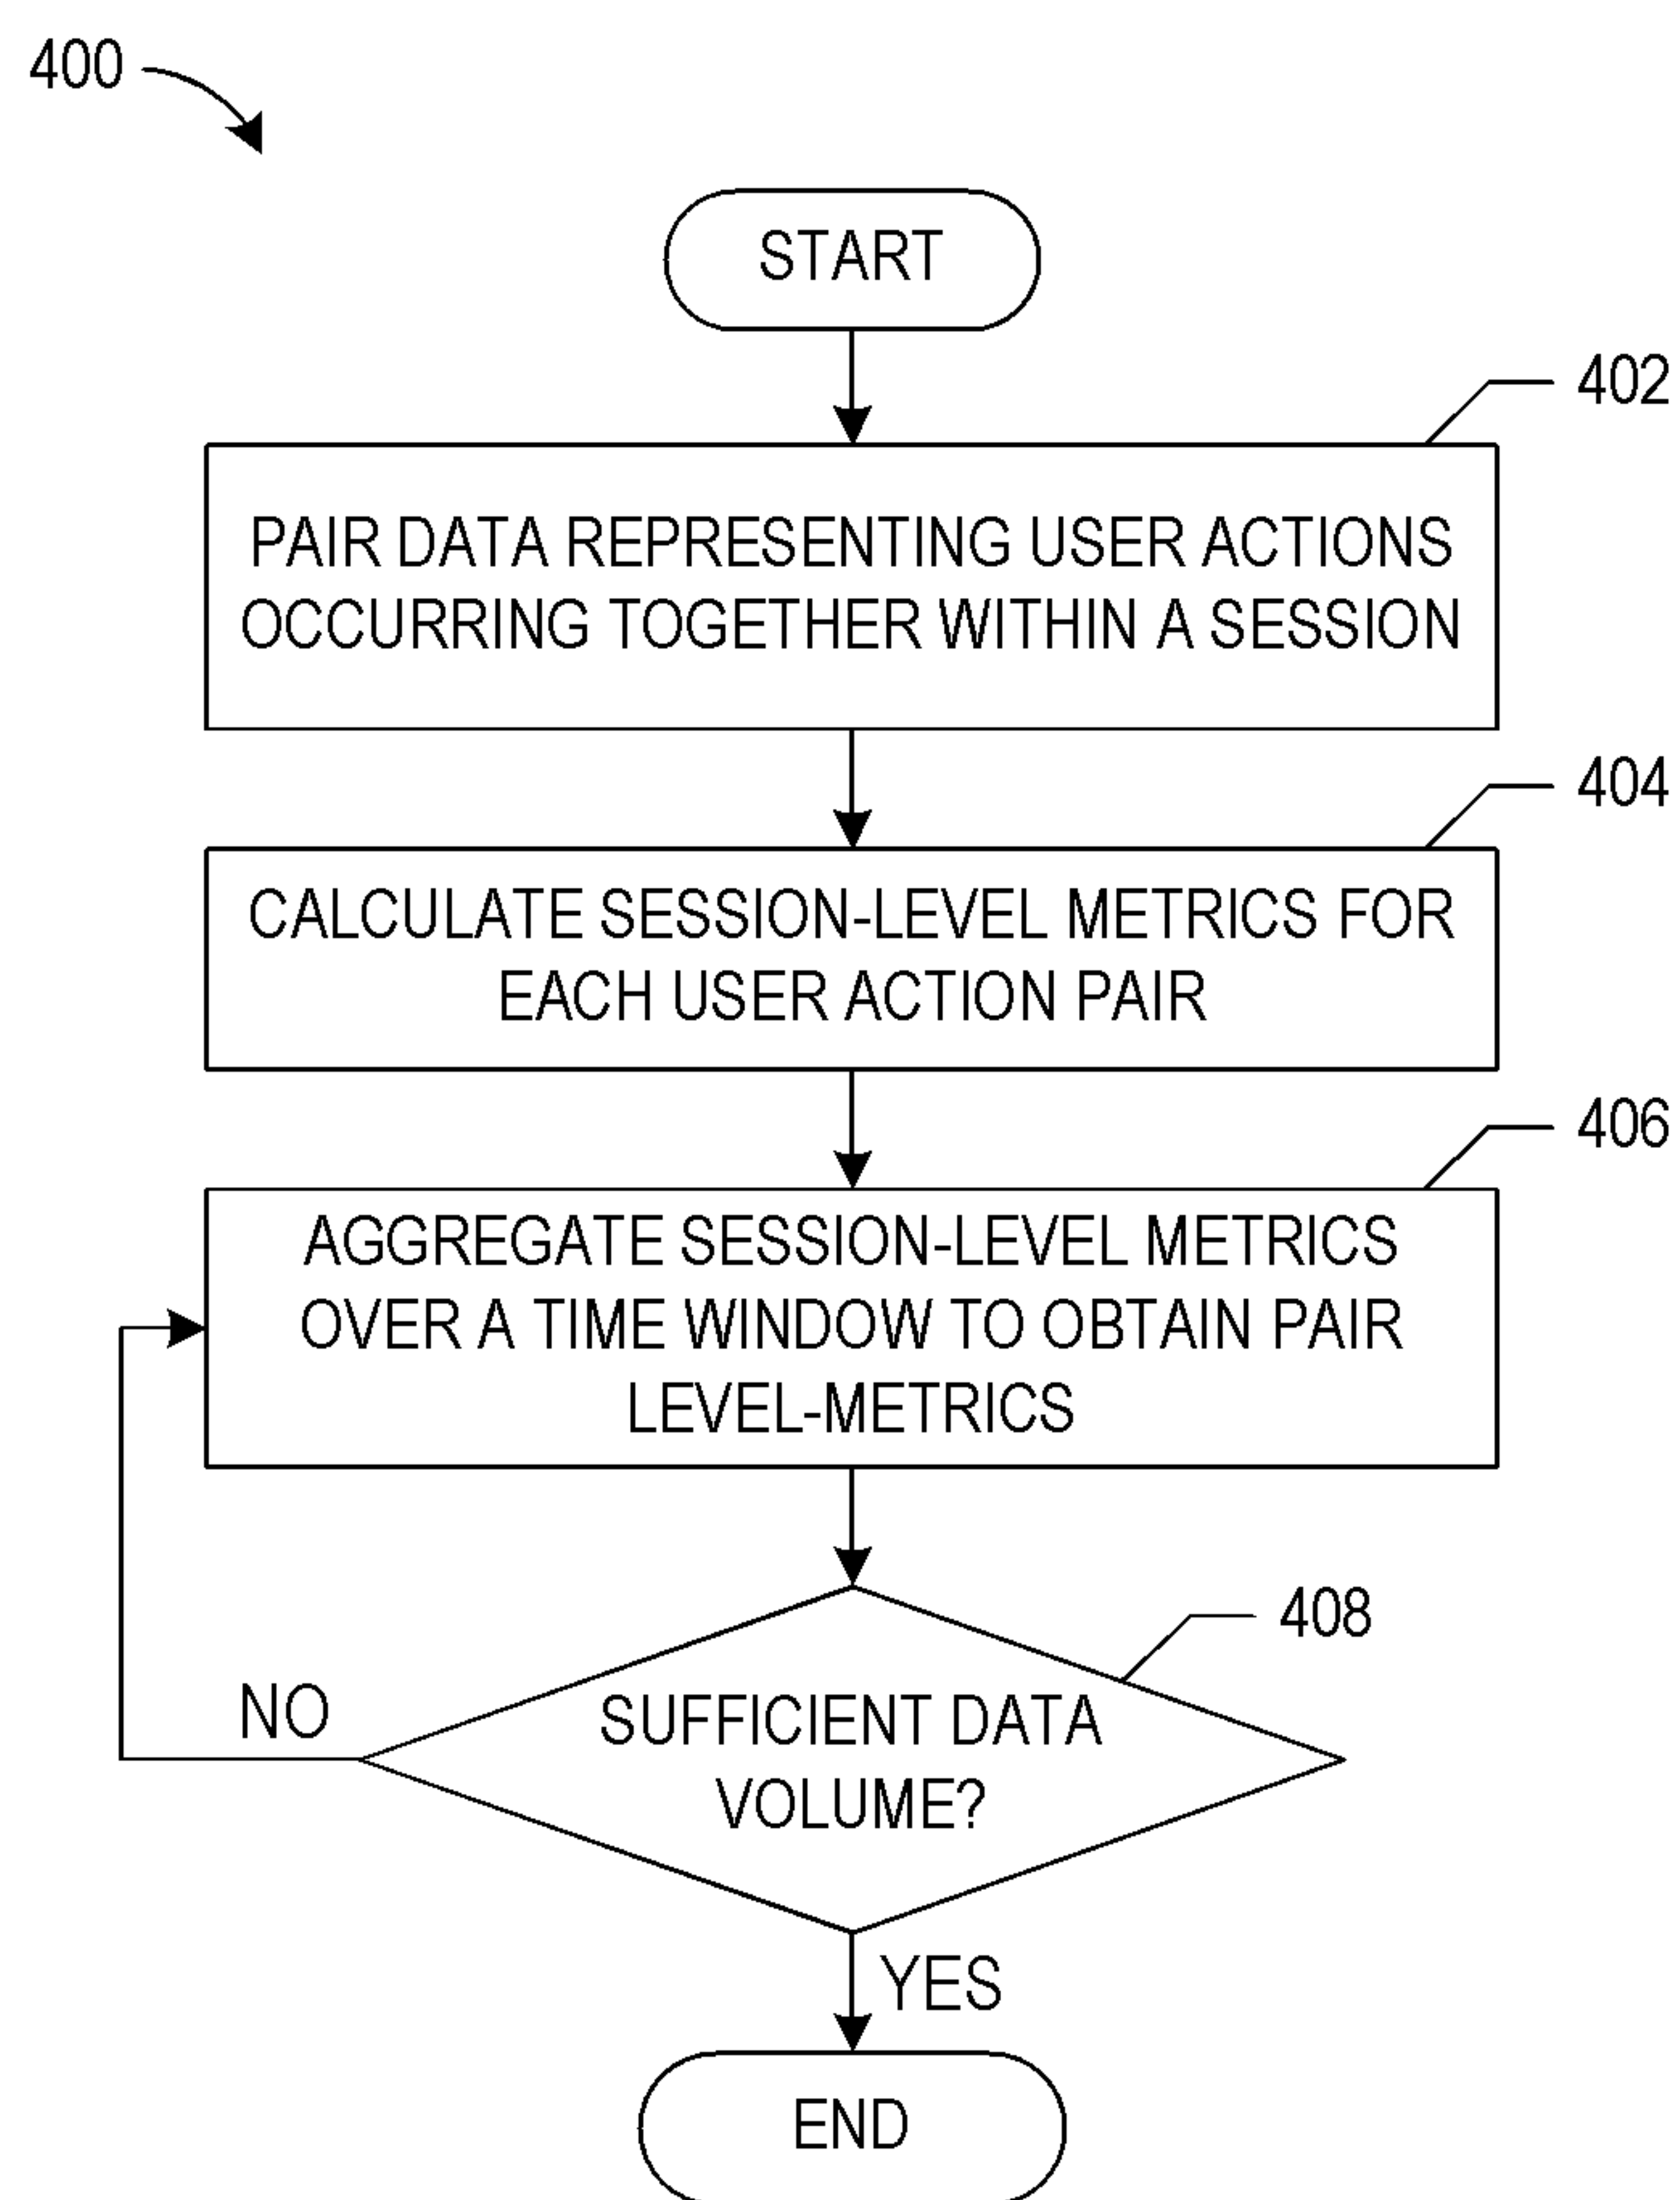 400
START
402
PAIR DATA REPRESENTING USER ACTIONS
OCCURRING TOGETHER WITHIN A SESSION
404
CALCULATE SESSION-LEVEL METRICS FOR
EACH USER ACTION PAIR
406
AGGREGATE SESSION-LEVEL METRICS
OVER A TIME WINDOW TO OBTAIN PAIR
LEVEL-METRICS
408
SUFFICIENT DATA
VOLUME?
NO
YES
END